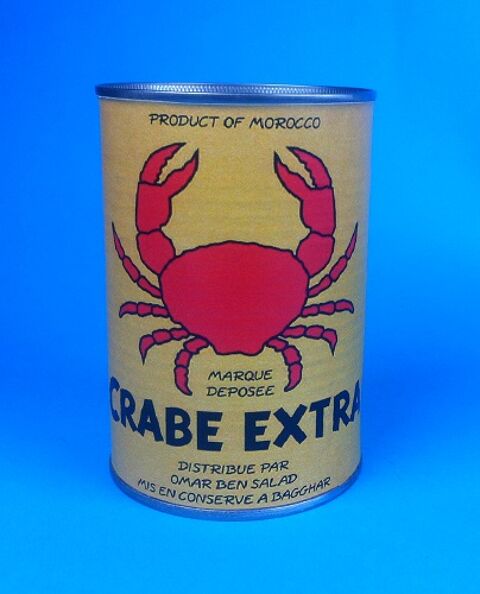 PRODUCT OF MOROCCO
MARQUE
DEPOSEE
CRABE EXTRA
DISTRIBUE PAR
OMAR BEN SALAD
MIS EN CONSERVE A BAGGHAR